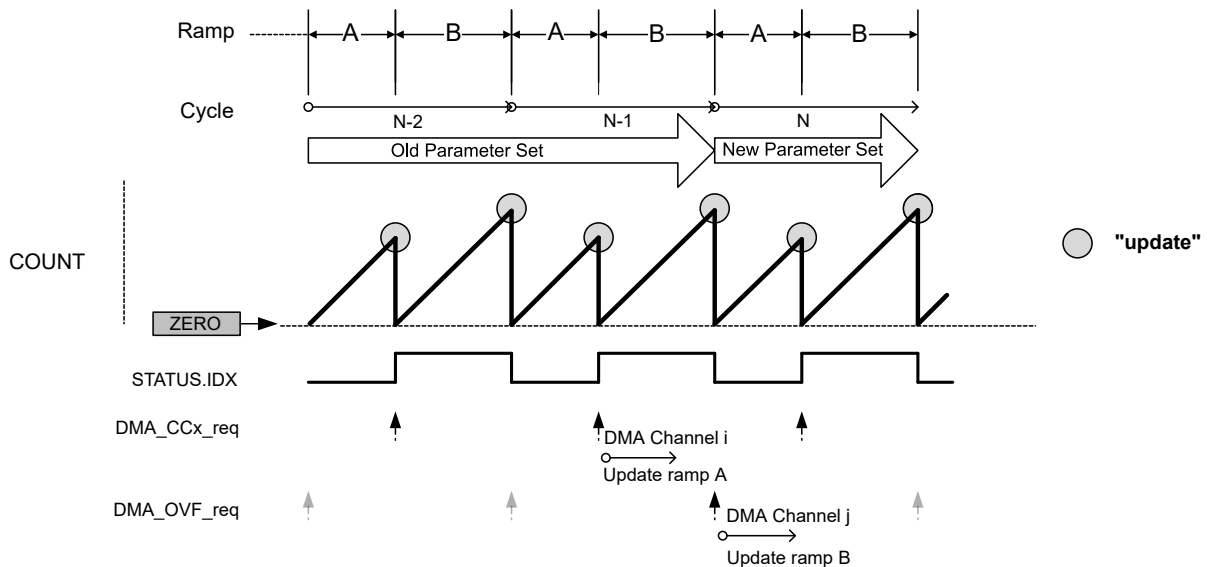 Ramp
A B A B A B
Cycle
N-2 N-1 N
Old Parameter Set New Parameter Set
"update"
COUNT
ZERO
STATUS.IDX
DMA_CCx_req
DMA Channel i
Update ramp A
DMA_OVF_req
DMA Channel j
Update ramp B